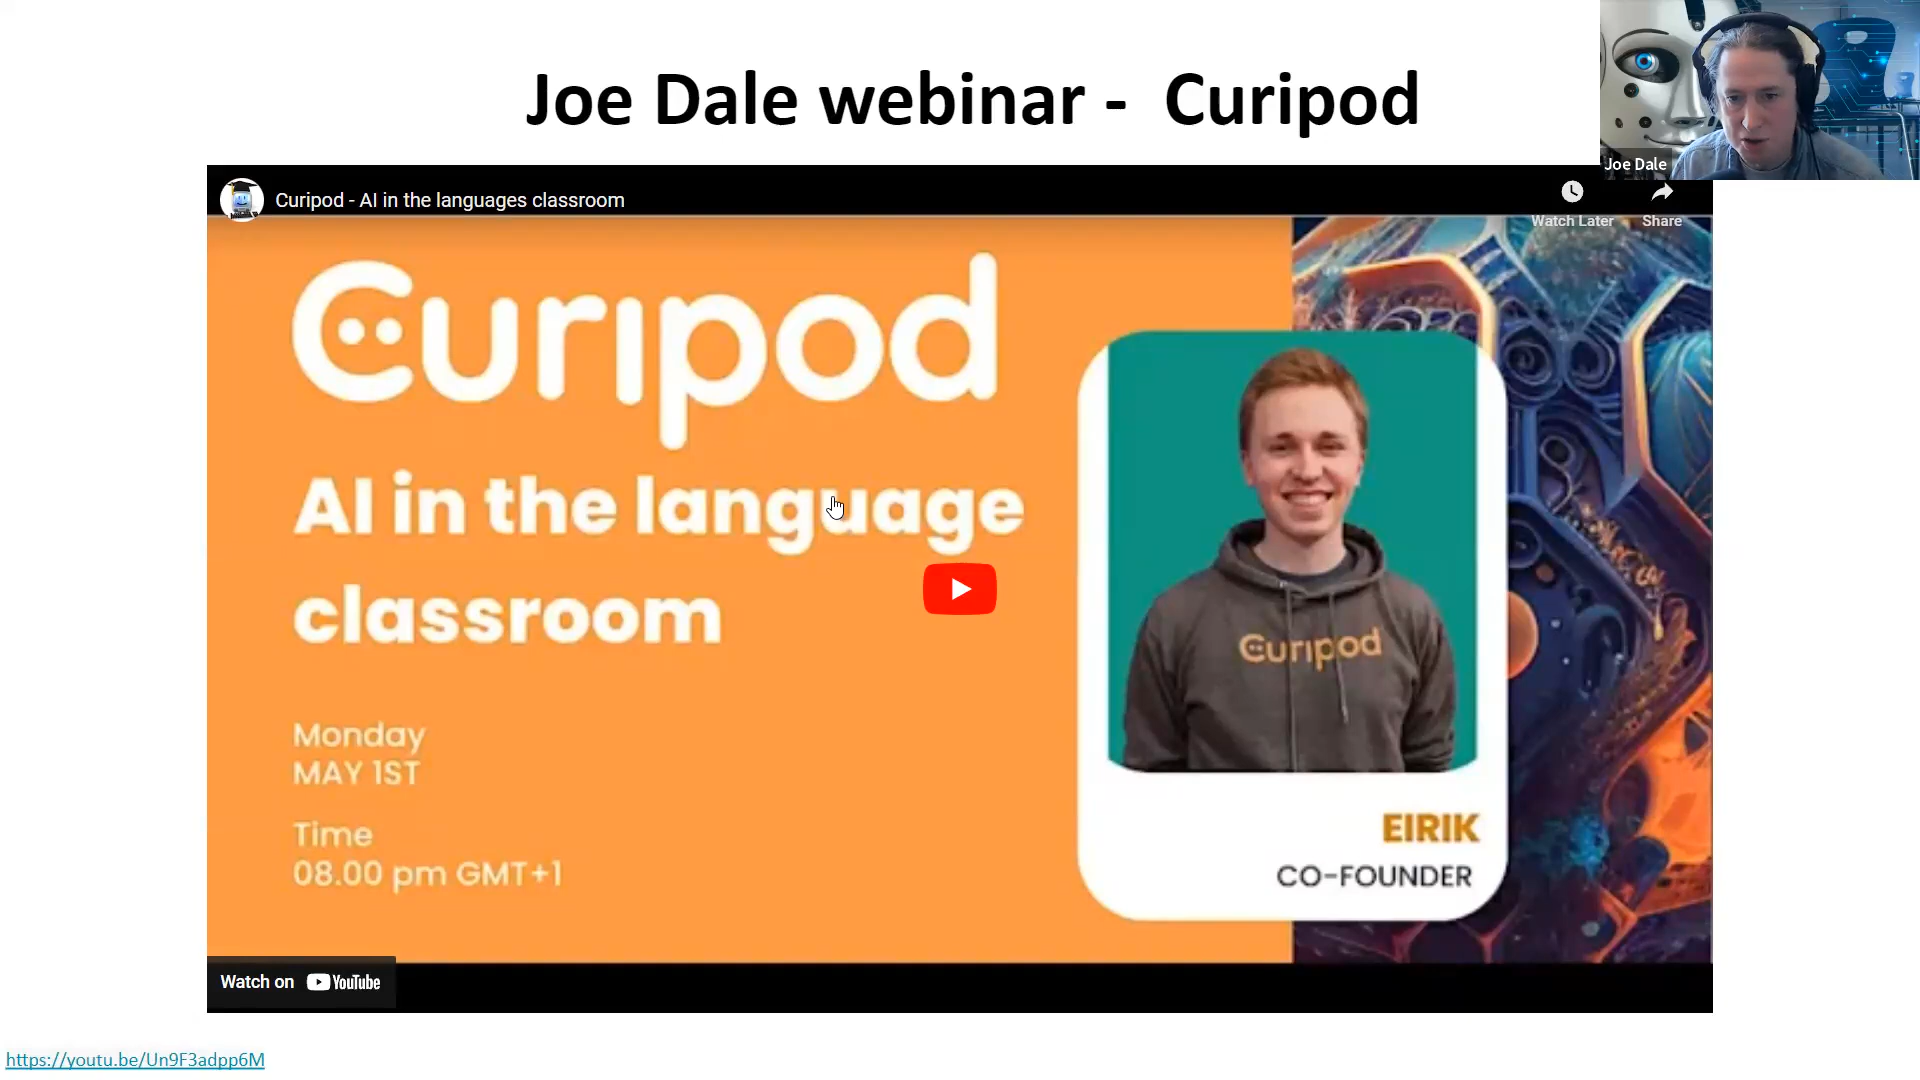 Joe Dale webinar - Curipod
Joe Dale
Curipod - AI in the languages classroom
Watch Later
Share
Curipod
AI in the language
classroom
Curipod
Monday
MAY 1ST
Time
08.00 pm GMT+1
EIRIK
CO-FOUNDER
Watch on YouTube
https://youtu.be/Un9F3adpp6M